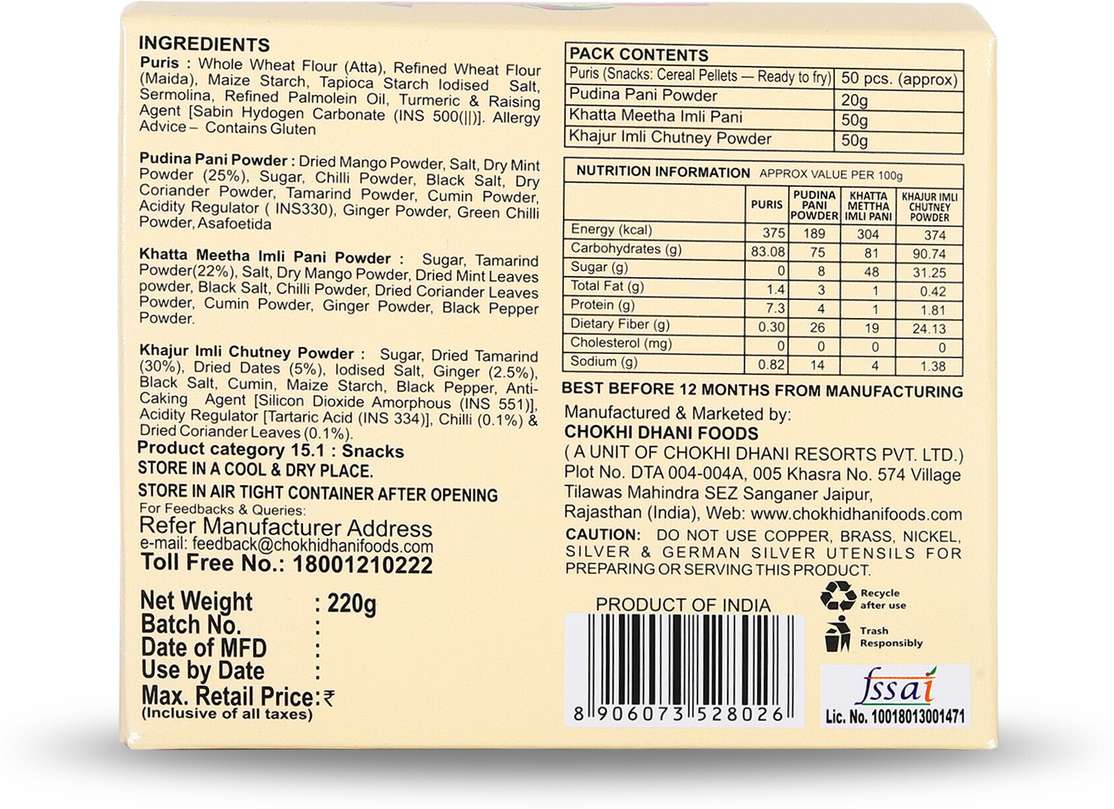 INGREDIENTS
Puris : Whole Wheat Flour (Atta), Refined Wheat Flour
(Maida), Maize Starch, Tapioca Starch Iodised Salt,
Sermolina, Refined Palmolein Oil, Turmeric & Raising
Agent [Sabin Hydogen Carbonate (INS 500(||)]. Allergy
Advice – Contains Gluten
Pudina Pani Powder : Dried Mango Powder, Salt, Dry Mint
Powder (25%), Sugar, Chilli Powder, Black Salt, Dry
Coriander Powder, Tamarind Powder, Cumin Powder,
Acidity Regulator ( INS330), Ginger Powder, Green Chilli
Powder, Asafoetida
Khatta Meetha Imli Pani Powder : Sugar, Tamarind
Powder(22%), Salt, Dry Mango Powder, Dried Mint Leaves
powder, Black Salt, Chilli Powder, Dried Coriander Leaves
Powder, Cumin Powder, Ginger Powder, Black Pepper
Powder.
Khajur Imli Chutney Powder : Sugar, Dried Tamarind
(30%), Dried Dates (5%), Iodised Salt, Ginger (2.5%),
Black Salt, Cumin, Maize Starch, Black Pepper, Anti-
Caking Agent [Silicon Dioxide Amorphous (INS 551)],
Acidity Regulator [Tartaric Acid (INS 334)], Chilli (0.1%) &
Dried Coriander Leaves (0.1%).
Product category 15.1 : Snacks
STORE IN A COOL & DRY PLACE.
STORE IN AIR TIGHT CONTAINER AFTER OPENING
For Feedbacks & Queries:
Refer Manufacturer Address
e-mail: feedback@chokhidhanifoods.com
Toll Free No.: 18001210222
Net Weight : 220g
Batch No. :
Date of MFD :
Use by Date :
Max. Retail Price:₹
(Inclusive of all taxes)
PACK CONTENTS
Puris (Snacks: Cereal Pellets — Ready to fry) 50 pcs. (approx)
Pudina Pani Powder 20g
Khatta Meetha Imli Pani 50g
Khajur Imli Chutney Powder 50g
NUTRITION INFORMATION APPROX VALUE PER 100g
PURIS PUDINA PANI POWDER KHATTA METTHA IMLI PANI KHAJUR IMLI CHUTNEY POWDER
Energy (kcal) 375 189 304 374
Carbohydrates (g) 83.08 75 81 90.74
Sugar (g) 0 8 48 31.25
Total Fat (g) 1.4 3 1 0.42
Protein (g) 7.3 4 1 1.81
Dietary Fiber (g) 0.30 26 19 24.13
Cholesterol (mg) 0 0 0 0
Sodium (g) 0.82 14 4 1.38
BEST BEFORE 12 MONTHS FROM MANUFACTURING
Manufactured & Marketed by:
CHOKHI DHANI FOODS
( A UNIT OF CHOKHI DHANI RESORTS PVT. LTD.)
Plot No. DTA 004-004A, 005 Khasra No. 574 Village
Tilawas Mahindra SEZ Sanganer Jaipur,
Rajasthan (India), Web: www.chokhidhanifoods.com
CAUTION: DO NOT USE COPPER, BRASS, NICKEL,
SILVER & GERMAN SILVER UTENSILS FOR
PREPARING OR SERVING THIS PRODUCT.
PRODUCT OF INDIA
8 906073 528026
Recycle
after use
Trash
Responsibly
fssai
Lic. No. 10018013001471